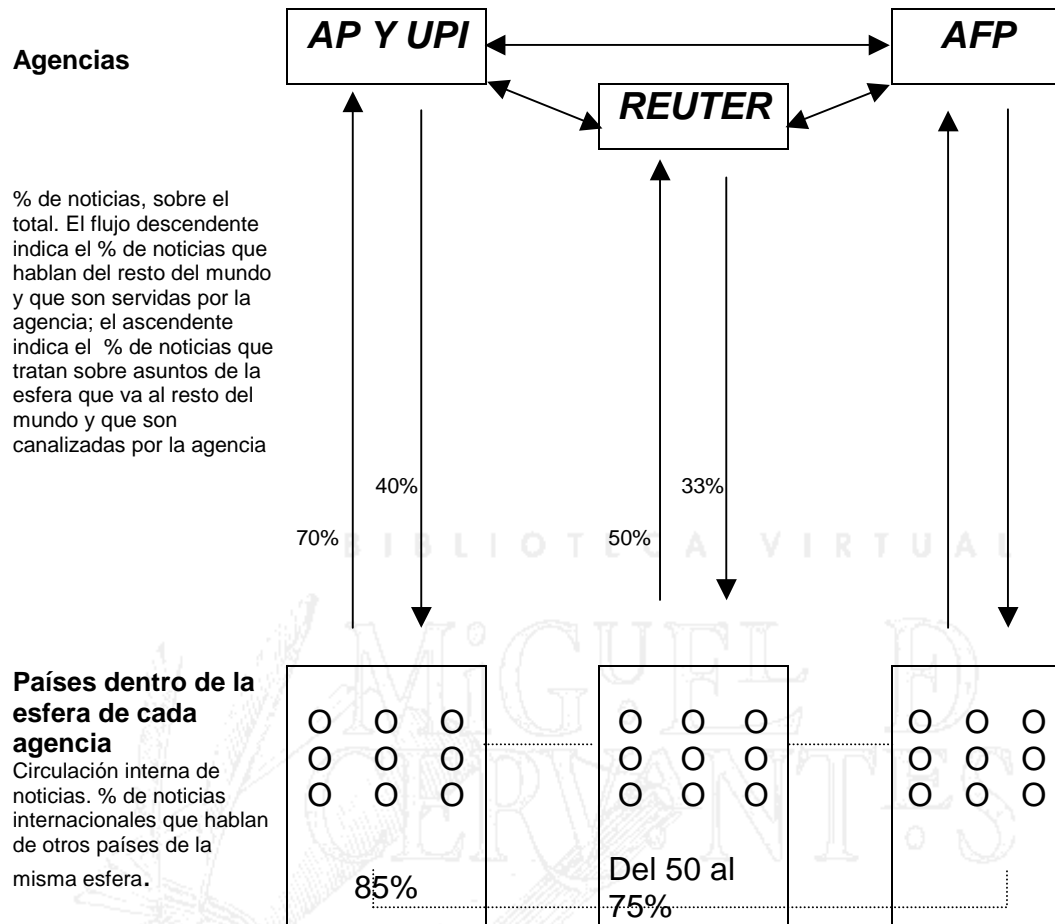 AP Y UPI
AFP
Agencias
REUTER
% de noticias, sobre el
total. El flujo descendente
indica el % de noticias que
hablan del resto del mundo
y que son servidas por la
agencia; el ascendente
indica el % de noticias que
tratan sobre asuntos de la
esfera que va al resto del
mundo y que son
canalizadas por la agencia
40%
33%
70%
50%
BIBLIOTECA VIRTUAL
MiGUEL DE
CERVANTES
Países dentro de la
esfera de cada
agencia
Circulación interna de
noticias. % de noticias
internacionales que hablan
de otros países de la
misma esfera.
O O O
O O O
O O O
O O O
O O O
O O O
O O O
O O O
O O O
85%
Del 50 al
75%